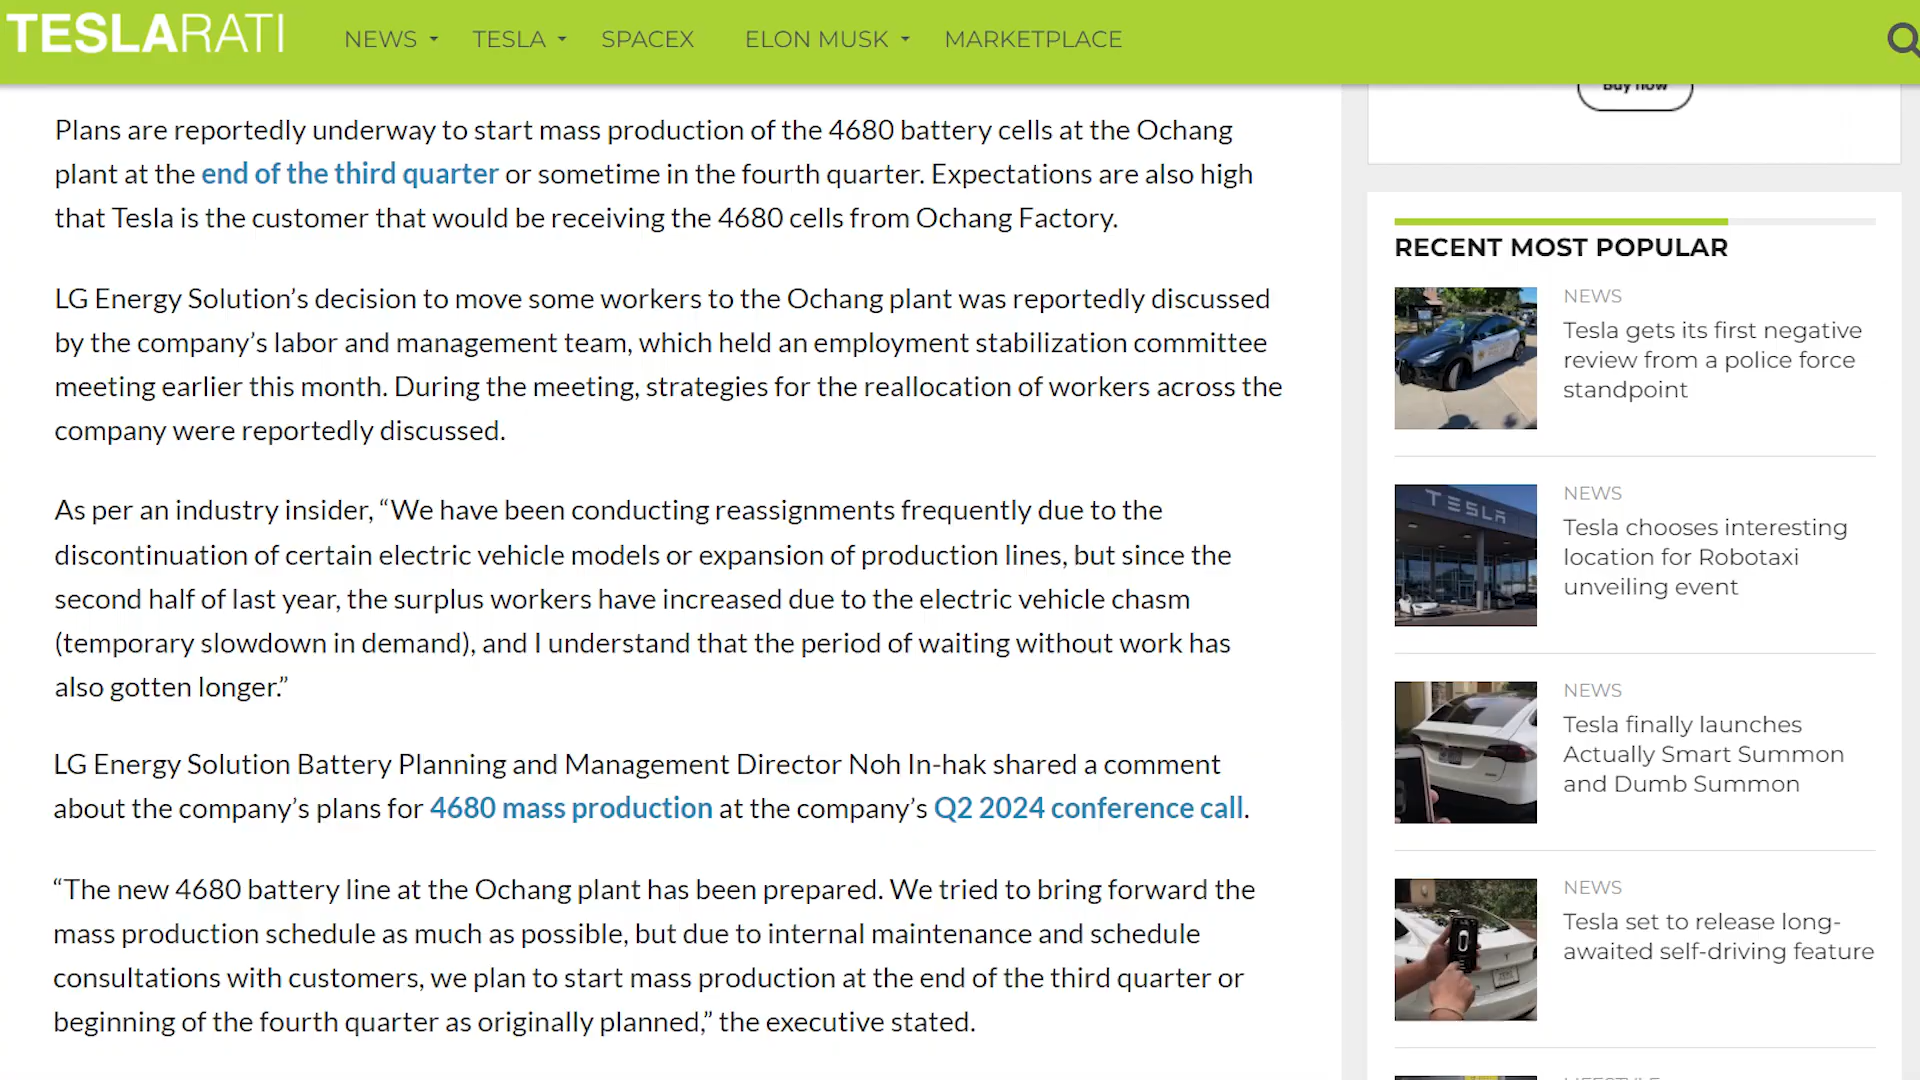 TESLARATI
NEWS
TESLA
SPACEX
ELON MUSK
MARKETPLACE
Buy now
Plans are reportedly underway to start mass production of the 4680 battery cells at the Ochang
plant at the end of the third quarter or sometime in the fourth quarter. Expectations are also high
that Tesla is the customer that would be receiving the 4680 cells from Ochang Factory.
LG Energy Solution’s decision to move some workers to the Ochang plant was reportedly discussed
by the company’s labor and management team, which held an employment stabilization committee
meeting earlier this month. During the meeting, strategies for the reallocation of workers across the
company were reportedly discussed.
As per an industry insider, “We have been conducting reassignments frequently due to the
discontinuation of certain electric vehicle models or expansion of production lines, but since the
second half of last year, the surplus workers have increased due to the electric vehicle chasm
(temporary slowdown in demand), and I understand that the period of waiting without work has
also gotten longer.”
LG Energy Solution Battery Planning and Management Director Noh In-hak shared a comment
about the company’s plans for 4680 mass production at the company’s Q2 2024 conference call.
“The new 4680 battery line at the Ochang plant has been prepared. We tried to bring forward the
mass production schedule as much as possible, but due to internal maintenance and schedule
consultations with customers, we plan to start mass production at the end of the third quarter or
beginning of the fourth quarter as originally planned,” the executive stated.
RECENT MOST POPULAR
NEWS
Tesla gets its first negative
review from a police force
standpoint
TESLA
NEWS
Tesla chooses interesting
location for Robotaxi
unveiling event
NEWS
Tesla finally launches
Actually Smart Summon
and Dumb Summon
NEWS
Tesla set to release long-
awaited self-driving feature